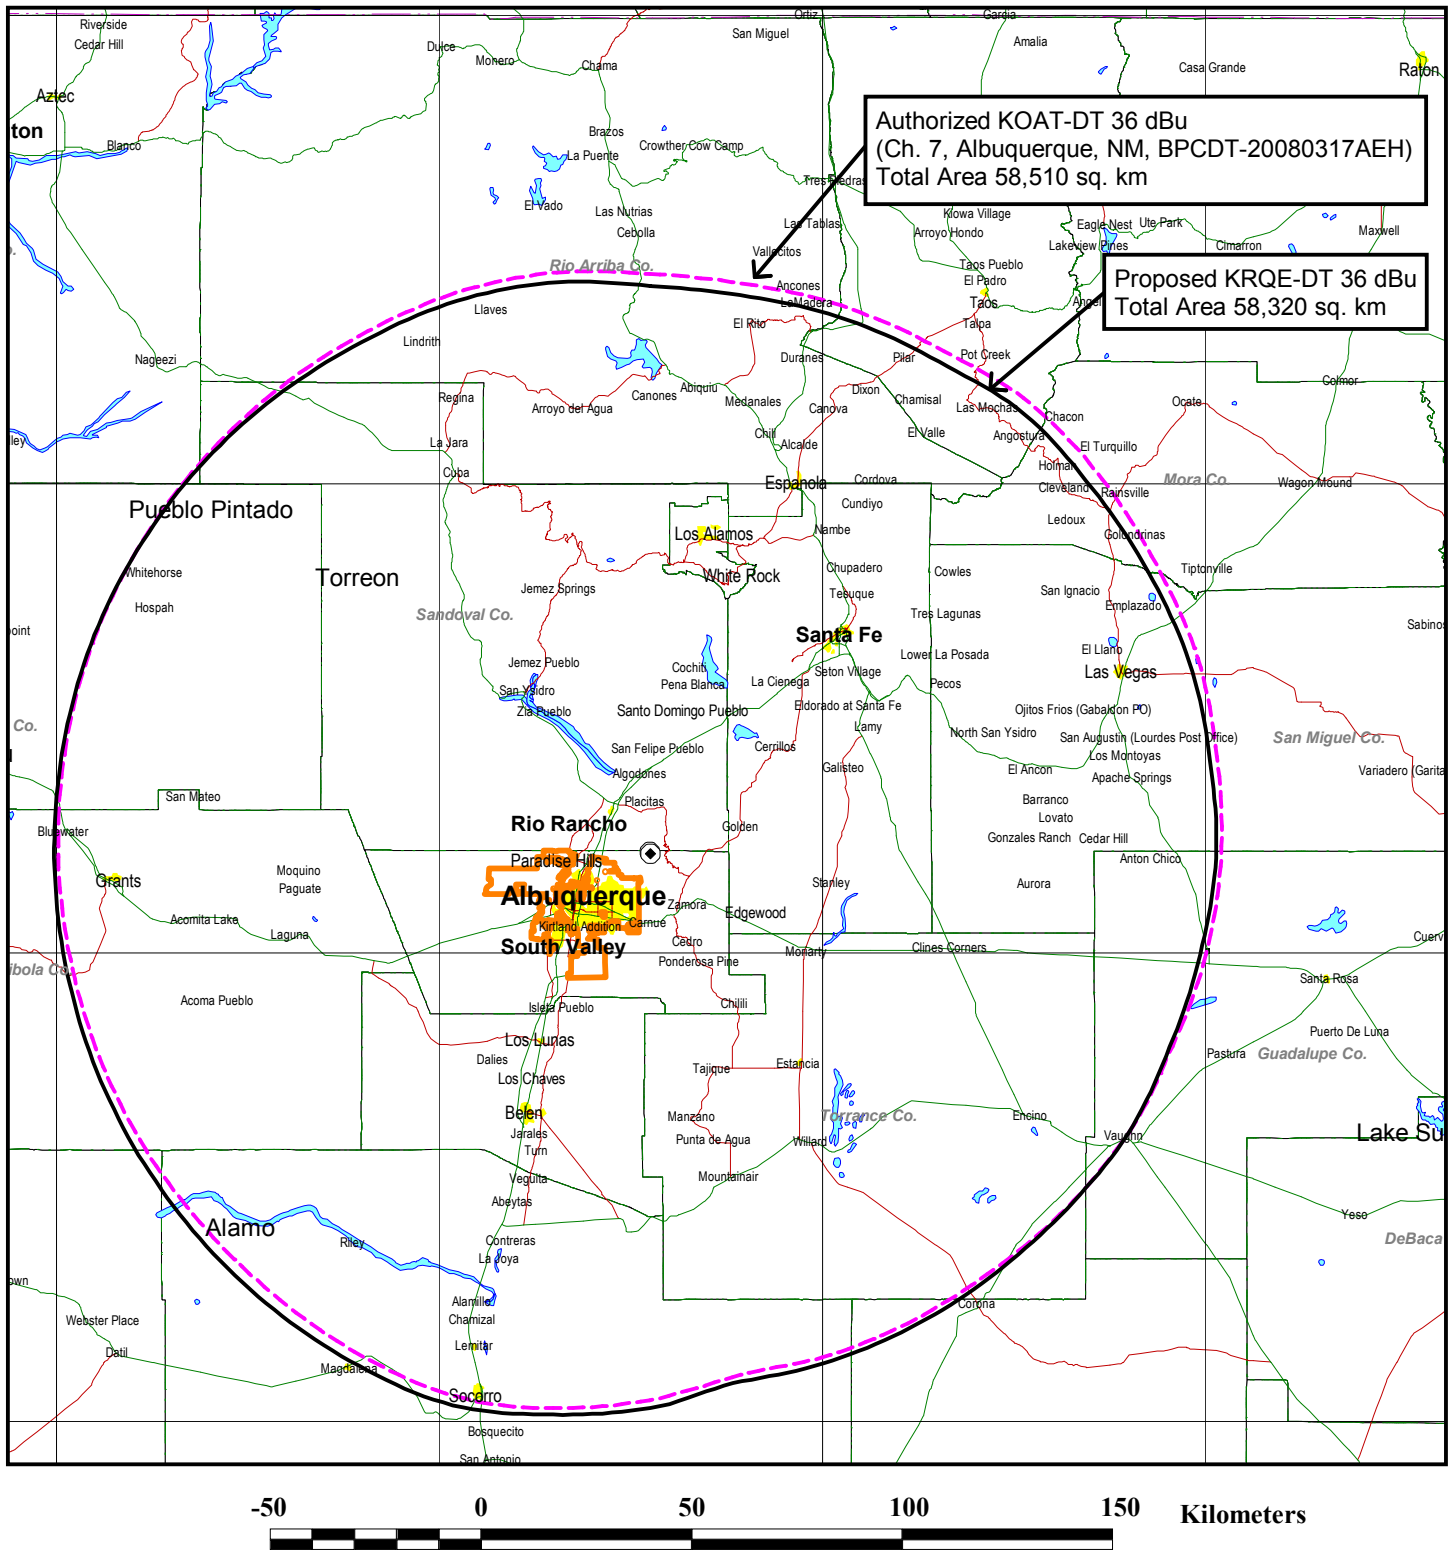 Riverside
Cedar Hill
Dulce
Monero
Chama
San Miguel
Ortiz
Garcia
Amalia
Casa Grande
Raton
Aztec
ton
Blanco
Brazos
La Puente
Crowther Cow Camp
Authorized KOAT-DT 36 dBu
(Ch. 7, Albuquerque, NM, BPCDT-20080317AEH)
Total Area 58,510 sq. km
Tres Piedras
El Vado
Las Nutrias
Cebolla
Las Tablas
Vallecitos
Kiowa Village
Arroyo Hondo
Eagle Nest
Ute Park
Lakeview Pines
Cimarron
Maxwell
Rio Arriba Co.
Taos Pueblo
El Padro
Taos
Ancones
LaMadera
Proposed KRQE-DT 36 dBu
Total Area 58,320 sq. km
Llaves
Lindrith
El Rito
Talpa
Nageezi
Duranes
Pilar
Pot Creek
Regina
Arroyo del Agua
Canones
Abiquiu
Medanales
Dixon
Canova
Chamisal
Las Mochas
Chacon
Ocate
Colmor
La Jara
Chili
Alcalde
El Valle
Angostura
El Turquillo
ley
Cuba
Espanola
Cordova
Holman
Cleveland
Rainsville
Mora Co.
Wagon Mound
Pueblo Pintado
Cundiyo
Ledoux
Golondrinas
Los Alamos
Nambe
Whitehorse
Torreon
White Rock
Chupadero
Cowles
Tiptonville
Hospah
Jemez Springs
Tesuque
San Ignacio
Emplazado
Sandoval Co.
Tres Lagunas
Sabinos
oint
Santa Fe
El Llano
Jemez Pueblo
Cochiti
Pena Blanca
La Cienega
Seton Village
Lower La Posada
Las Vegas
San Ysidro
Zia Pueblo
Santo Domingo Pueblo
Eldorado at Santa Fe
Pecos
Ojitos Frios (Gabaldon PO)
Co.
Lamy
North San Ysidro
San Augustin (Lourdes Post Office)
San Miguel Co.
San Felipe Pueblo
Cerrillos
Los Montoyas
Algodones
Galisteo
El Ancon
Apache Springs
Variadero (Garita
San Mateo
Placitas
Barranco
Lovato
Bluewater
Rio Rancho
Golden
Gonzales Ranch
Cedar Hill
Paradise Hills
Anton Chico
Grants
Moquino
Paguate
Albuquerque
Stanley
Aurora
Acomita Lake
Laguna
Kirtland Addition
Carnue
Zamora
Edgewood
South Valley
Cedro
Ponderosa Pine
Moriarty
Clines Corners
Cuerv
ibola Co.
Santa Rosa
Acoma Pueblo
Isleta Pueblo
Chilili
Puerto De Luna
Los Lunas
Dalies
Tajique
Estancia
Pastura
Guadalupe Co.
Los Chaves
Belen
Manzano
Torrance Co.
Encino
Jarales
Turn
Punta de Agua
Willard
Vaughn
Lake Su
Veguita
Mountainair
Abeytas
Alamo
Yeso
Riley
Contreras
La Joya
DeBaca
own
Alamillo
Chamizal
Corona
Webster Place
Lemitar
Datil
Magdalena
Socorro
Bosquecito
San Antonio
-50 0 50 100 150 Kilometers